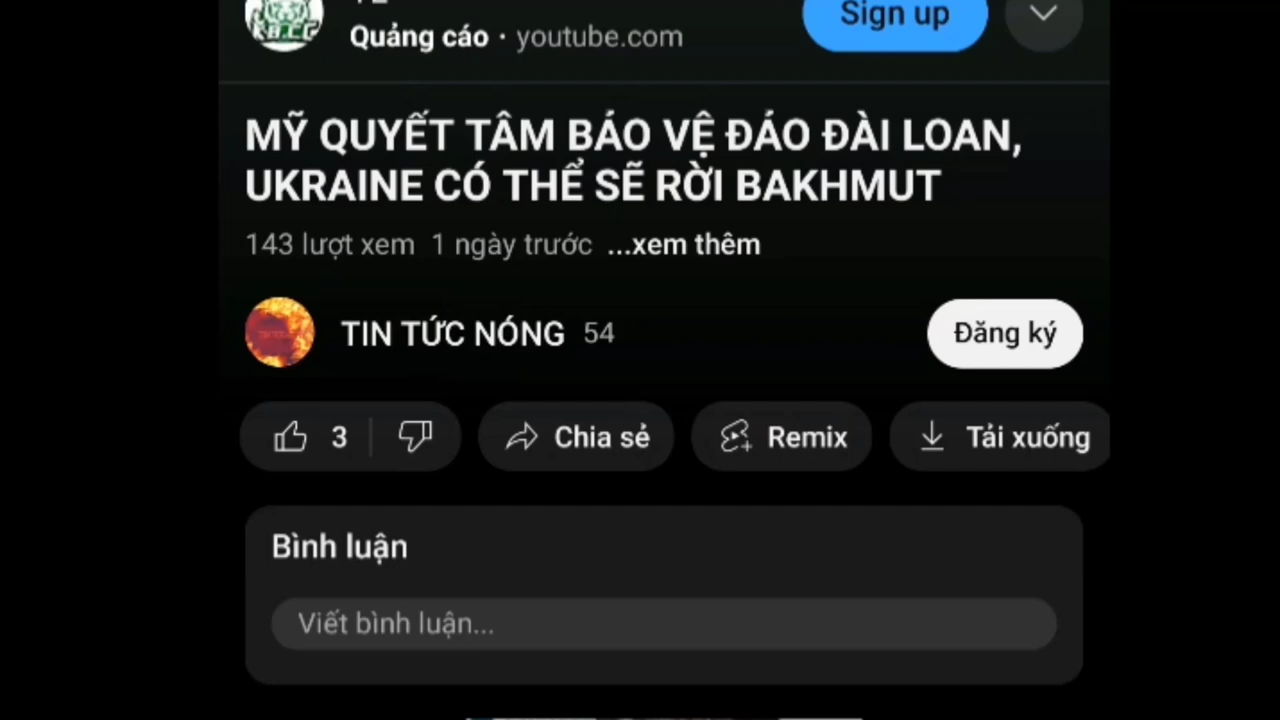 Sign up
Quảng cáo · youtube.com
MỸ QUYẾT TÂM BẢO VỆ ĐẢO ĐÀI LOAN,
UKRAINE CÓ THỂ SẼ RỜI BAKHMUT
143 lượt xem 1 ngày trước ...xem thêm
TIN TỨC NÓNG 54
Đăng ký
3 Chia sẻ Remix Tải xuống
Bình luận
Viết bình luận...